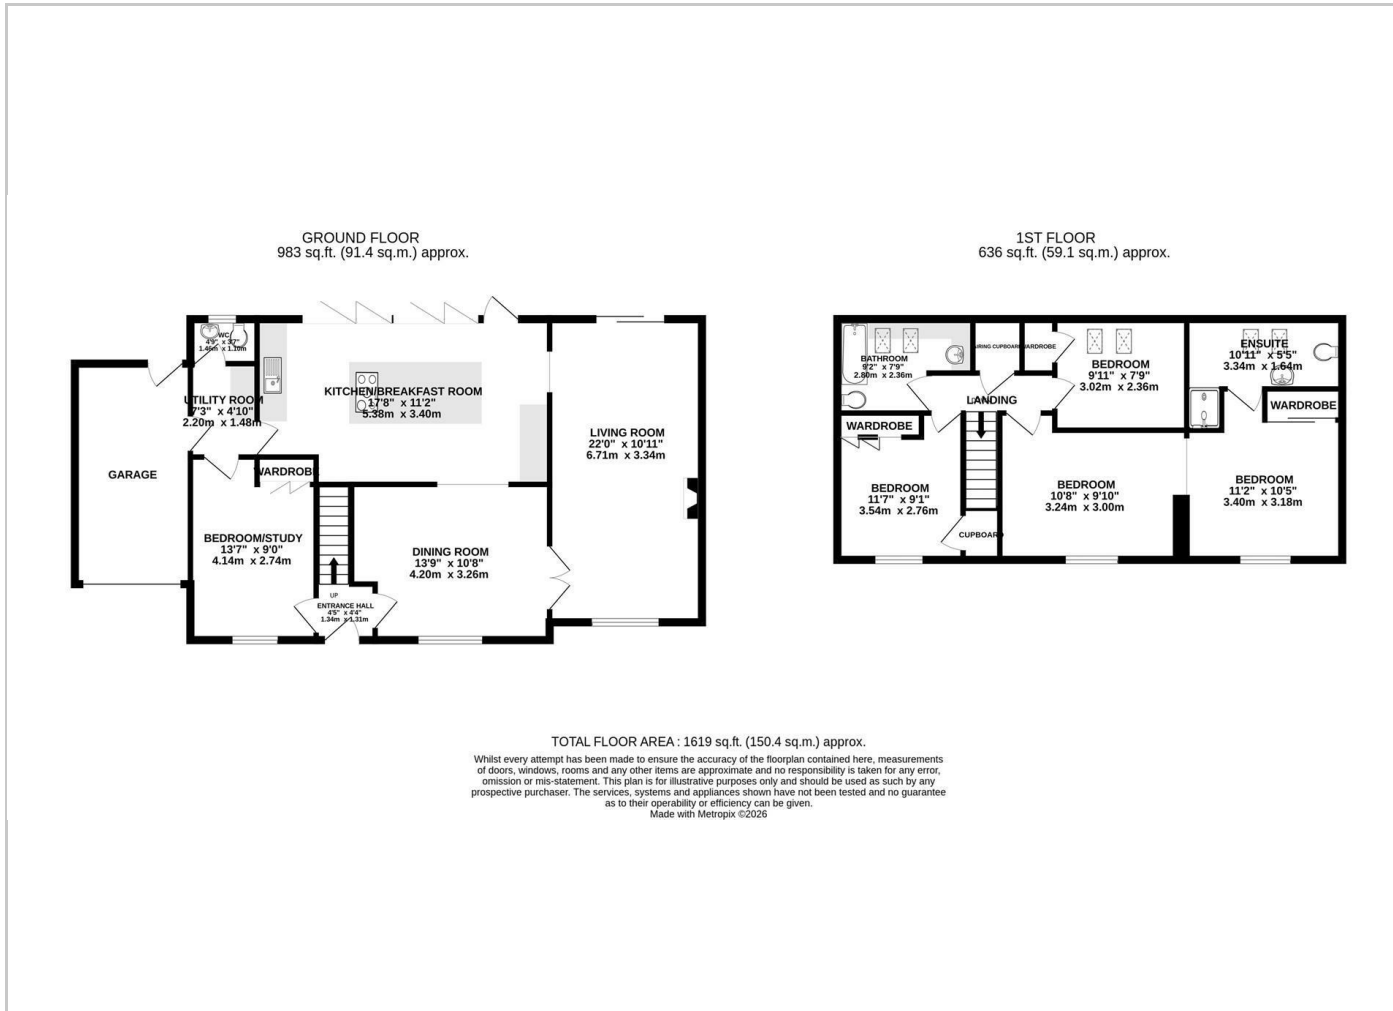 GROUND FLOOR
983 sq.ft. (91.4 sq.m.) approx.
WC
4'9" x 3'7"
1.46m x 1.10m
UTILITY ROOM
7'3" x 4'10"
2.20m x 1.48m
KITCHEN/BREAKFAST ROOM
17'8" x 11'2"
5.38m x 3.40m
LIVING ROOM
22'0" x 10'11"
6.71m x 3.34m
GARAGE
WARDROBE
BEDROOM/STUDY
13'7" x 9'0"
4.14m x 2.74m
DINING ROOM
13'9" x 10'8"
4.20m x 3.26m
UP
ENTRANCE HALL
4'5" x 4'4"
1.34m x 1.31m
1ST FLOOR
636 sq.ft. (59.1 sq.m.) approx.
BATHROOM
9'2" x 7'9"
2.80m x 2.36m
AIRING CUPBOARD
WARDROBE
BEDROOM
9'11" x 7'9"
3.02m x 2.36m
ENSUITE
10'11" x 5'5"
3.34m x 1.64m
LANDING
WARDROBE
WARDROBE
BEDROOM
11'7" x 9'1"
3.54m x 2.76m
BEDROOM
10'8" x 9'10"
3.24m x 3.00m
BEDROOM
11'2" x 10'5"
3.40m x 3.18m
CUPBOARD
TOTAL FLOOR AREA : 1619 sq.ft. (150.4 sq.m.) approx.
Whilst every attempt has been made to ensure the accuracy of the floorplan contained here, measurements
of doors, windows, rooms and any other items are approximate and no responsibility is taken for any error,
omission or mis-statement. This plan is for illustrative purposes only and should be used as such by any
prospective purchaser. The services, systems and appliances shown have not been tested and no guarantee
as to their operability or efficiency can be given.
Made with Metropix ©2026